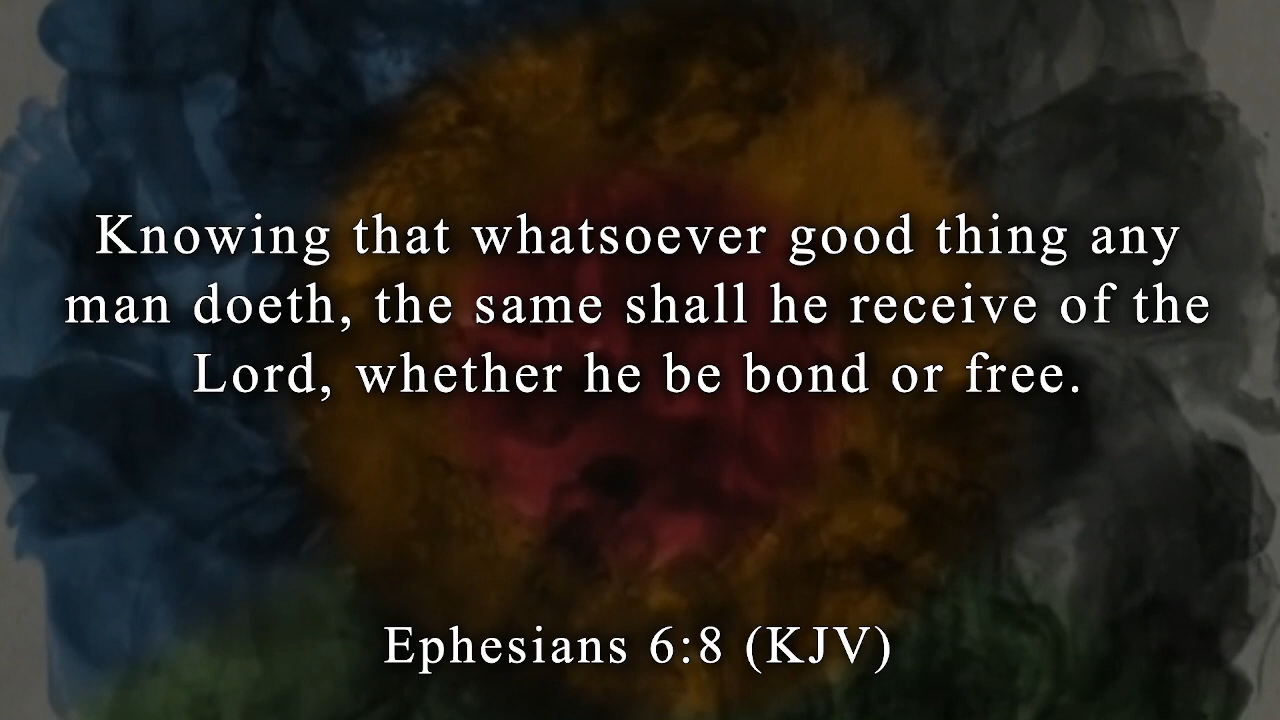 Knowing that whatsoever good thing any
man doeth, the same shall he receive of the
Lord, whether he be bond or free.
Ephesians 6:8 (KJV)